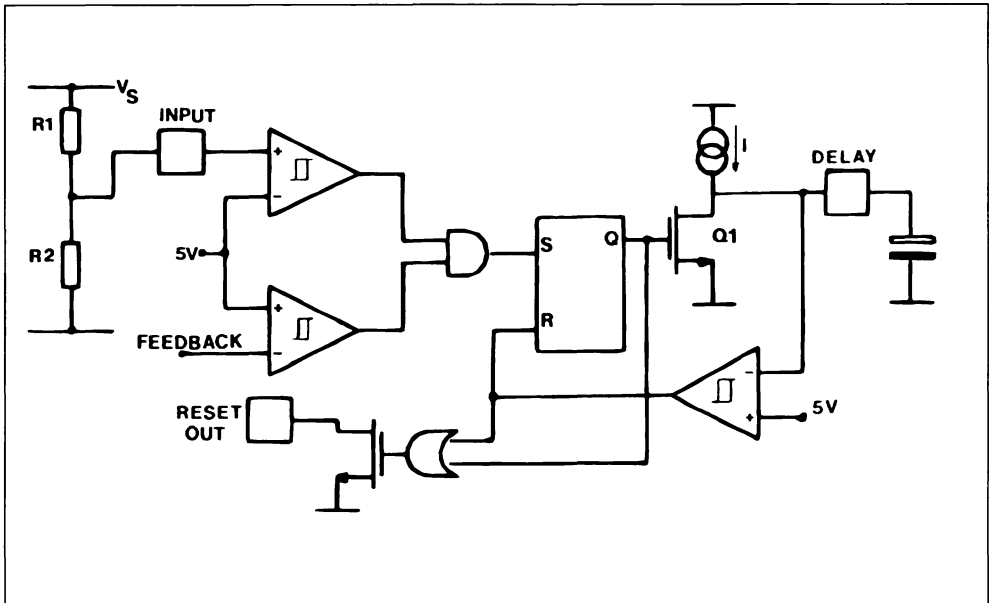 VS
R1
INPUT
+
-
I
DELAY
R2
5V
S
Q
Q1
+
FEEDBACK
-
R
-
+
5V
RESET
OUT